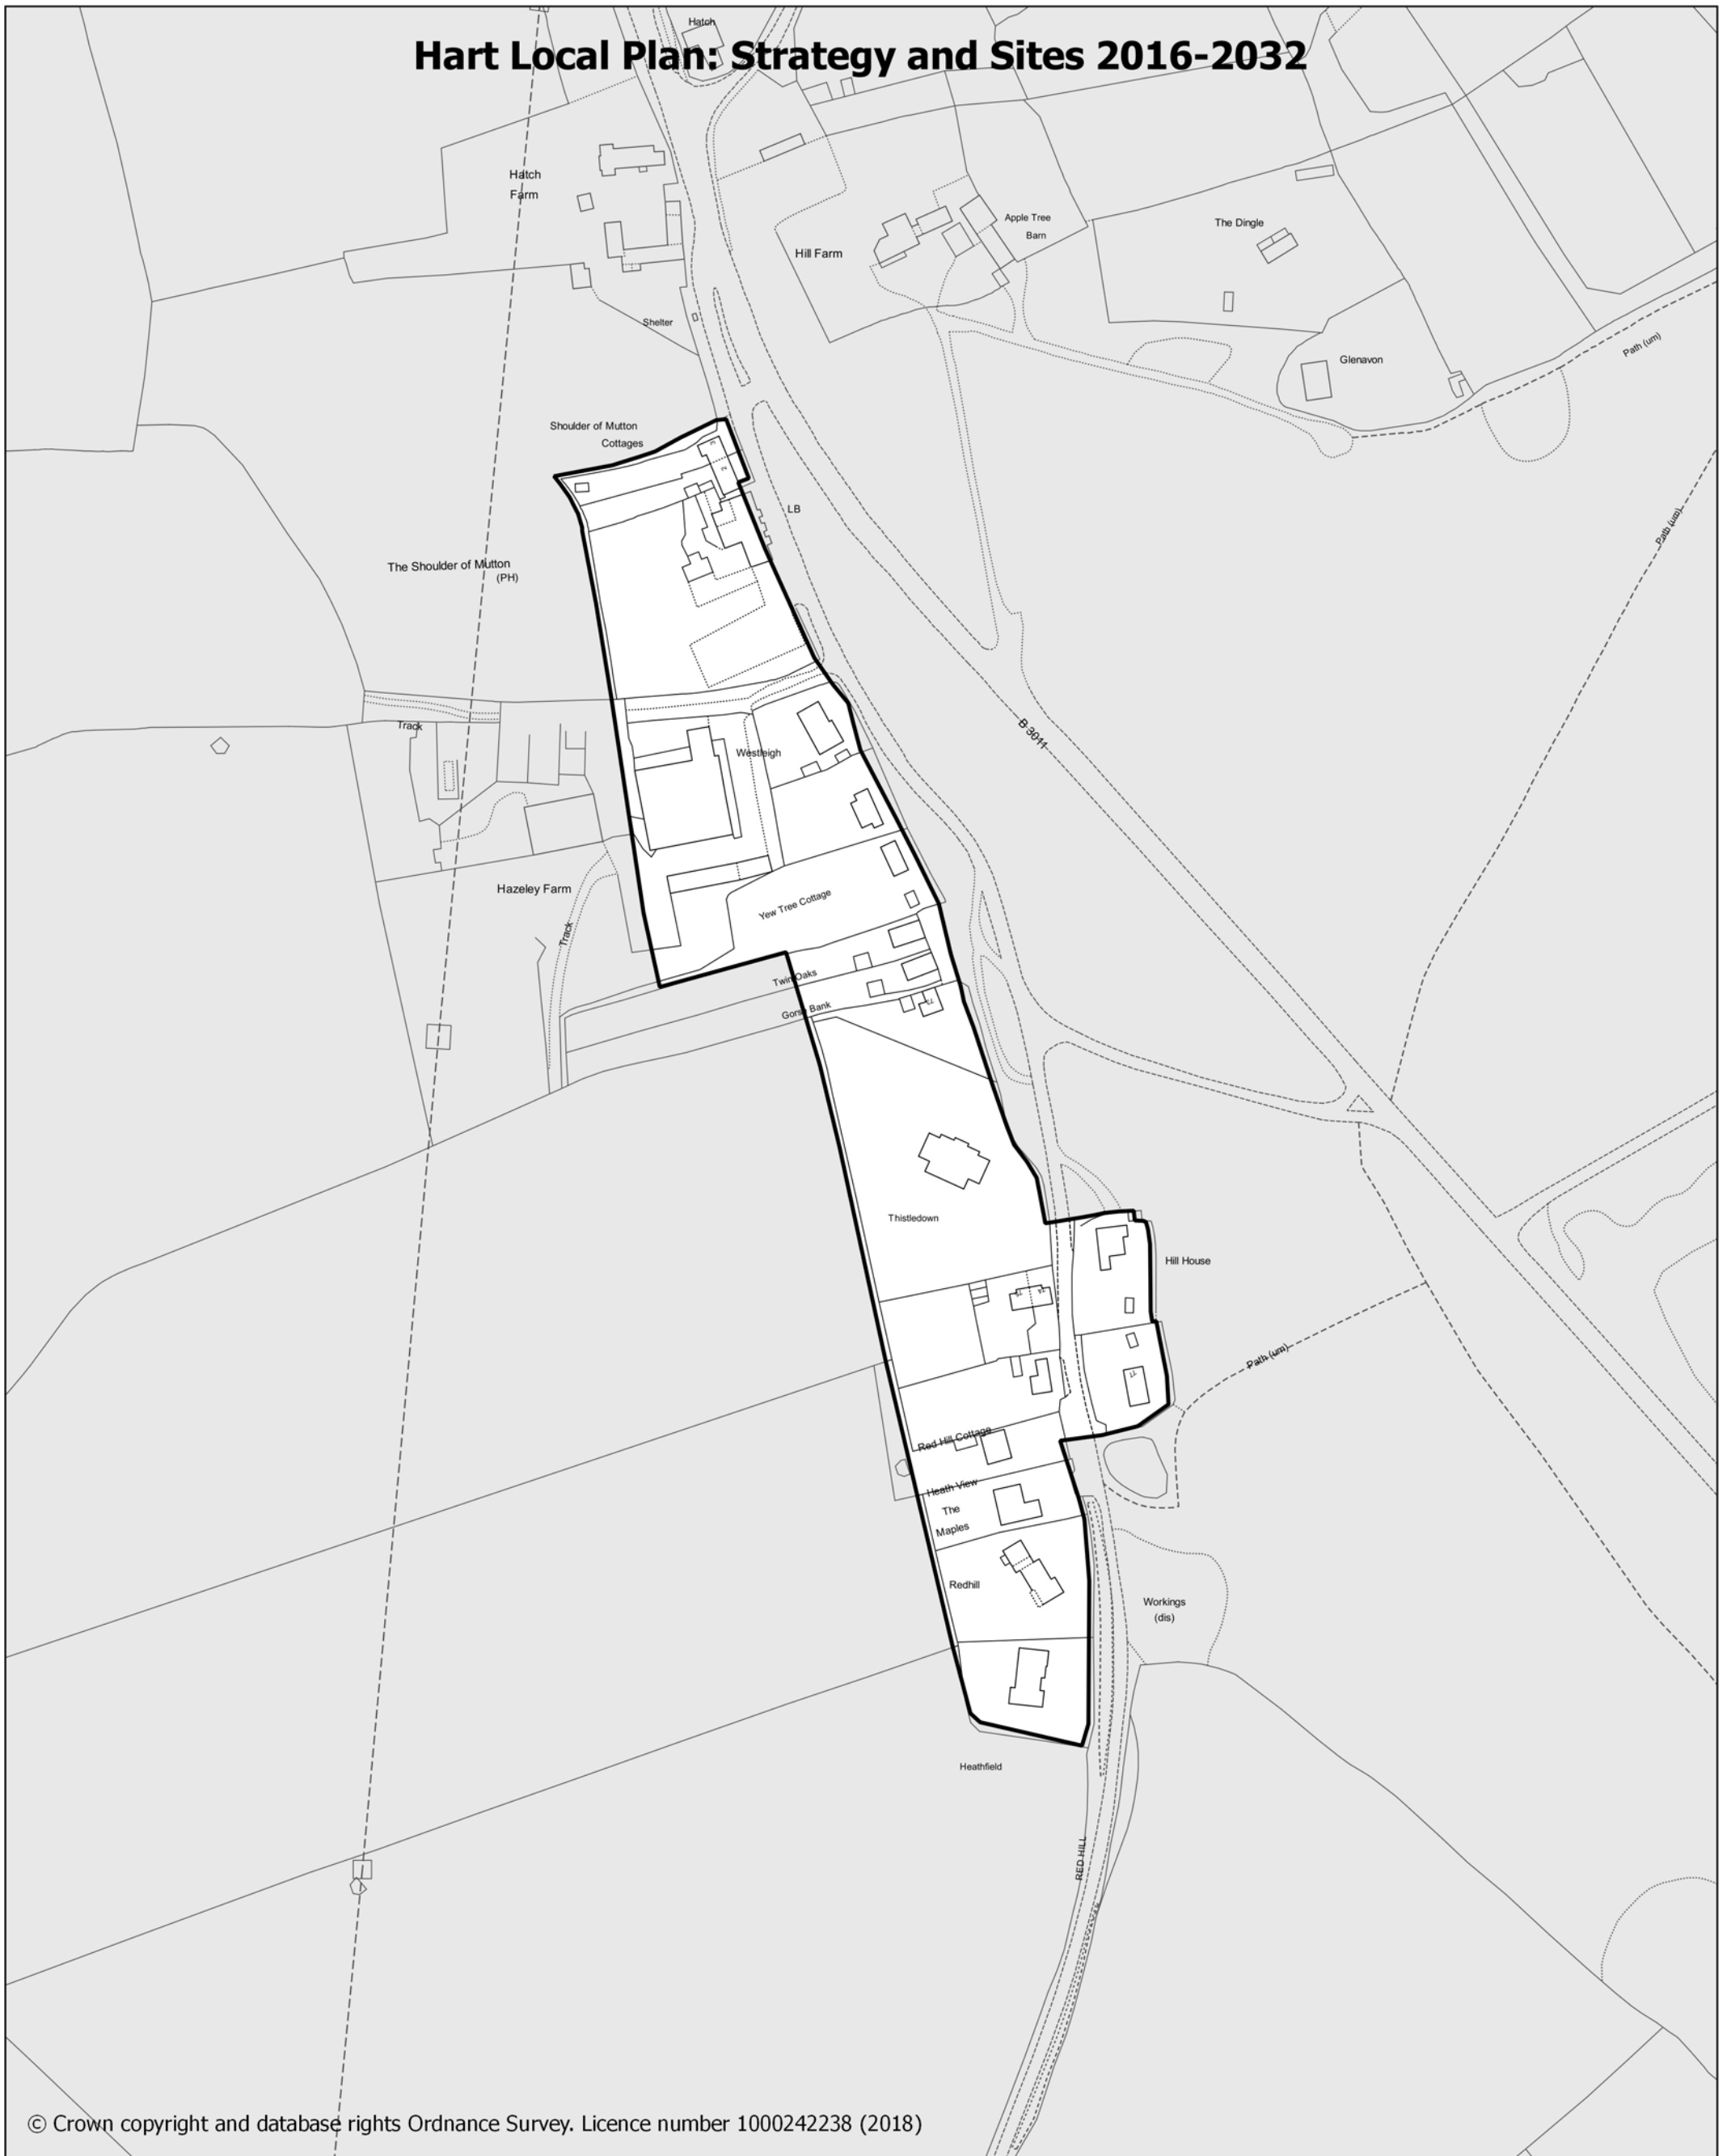 Hatch
Hart Local Plan: Strategy and Sites 2016-2032
Hatch
Farm
Apple Tree
Barn
The Dingle
Hill Farm
Shelter
Path (um)
Glenavon
Shoulder of Mutton
Cottages
3
2
LB
Path (um)
The Shoulder of Mutton
(PH)
Track
B 3011
Westleigh
Hazeley Farm
Yew Tree Cottage
Track
Twin Oaks
Gorse Bank
Thistledown
Hill House
Path (um)
Red Hill Cottage
Heath View
The
Maples
Redhill
Workings
(dis)
Heathfield
RED HILL
© Crown copyright and database rights Ordnance Survey. Licence number 1000242238 (2018)